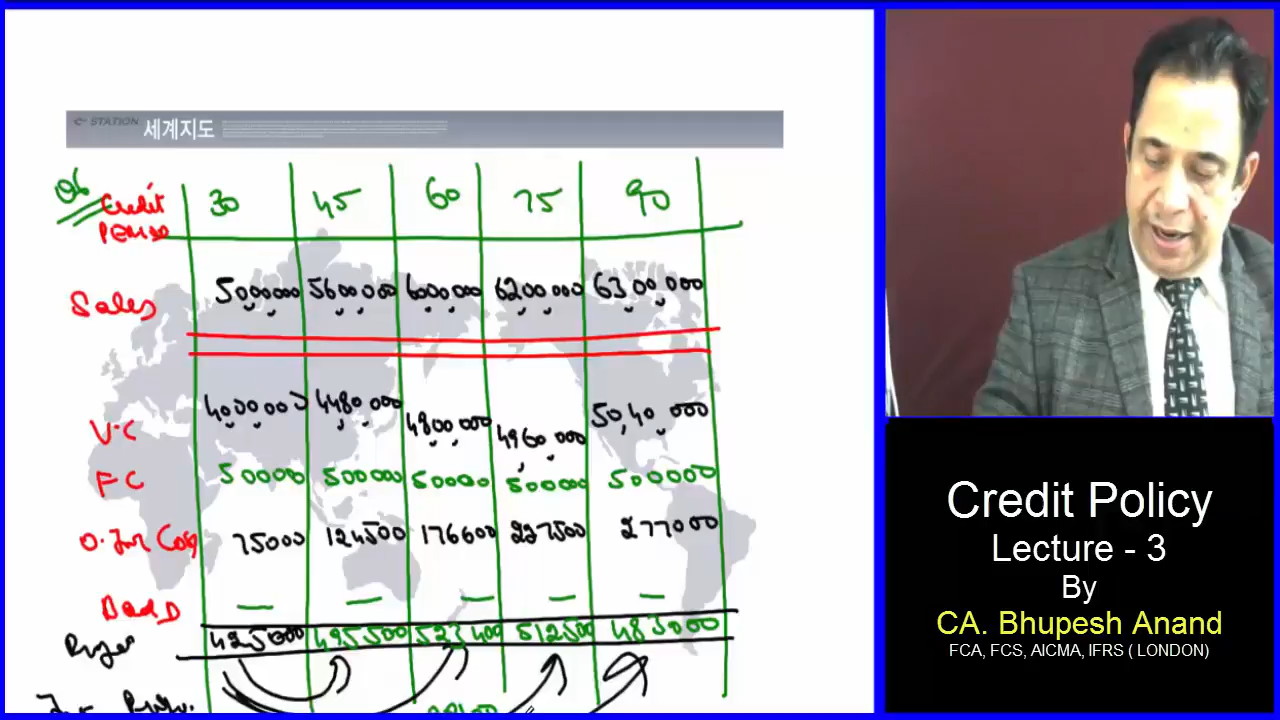 C- STATION 세계지도
Q6 Credit Period 30 45 60 75 90
Sales 5000000 5600000 6000000 6200000 6300000
V.C 4000000 4480000 4800000 4960000 5040000
FC 500000 500000 500000 500000 500000
O. Int Cost 75000 124500 176600 227500 277000
Bad D — — — — —
425000 495500 523400 512500 483000
Credit Policy
Lecture - 3
By
CA. Bhupesh Anand
FCA, FCS, AICMA, IFRS ( LONDON)